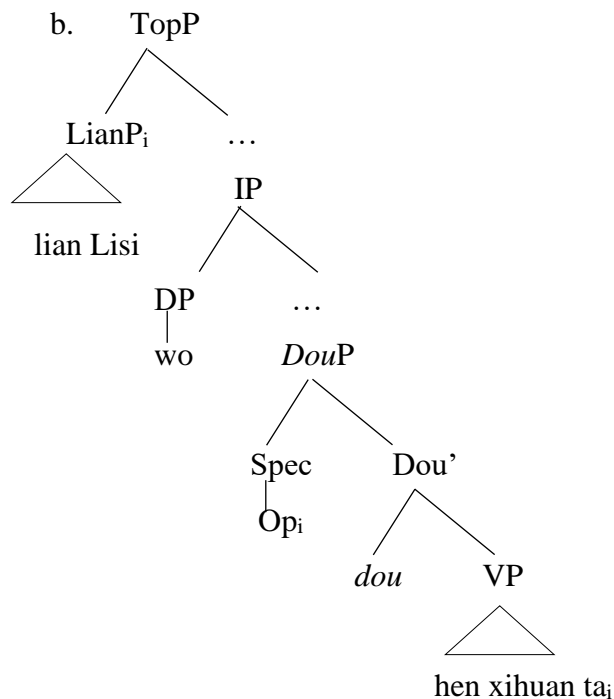 b. TopP
LianPᵢ …
IP
lian Lisi
DP …
wo DouP
Spec Dou’
Opᵢ
dou VP
hen xihuan taᵢ